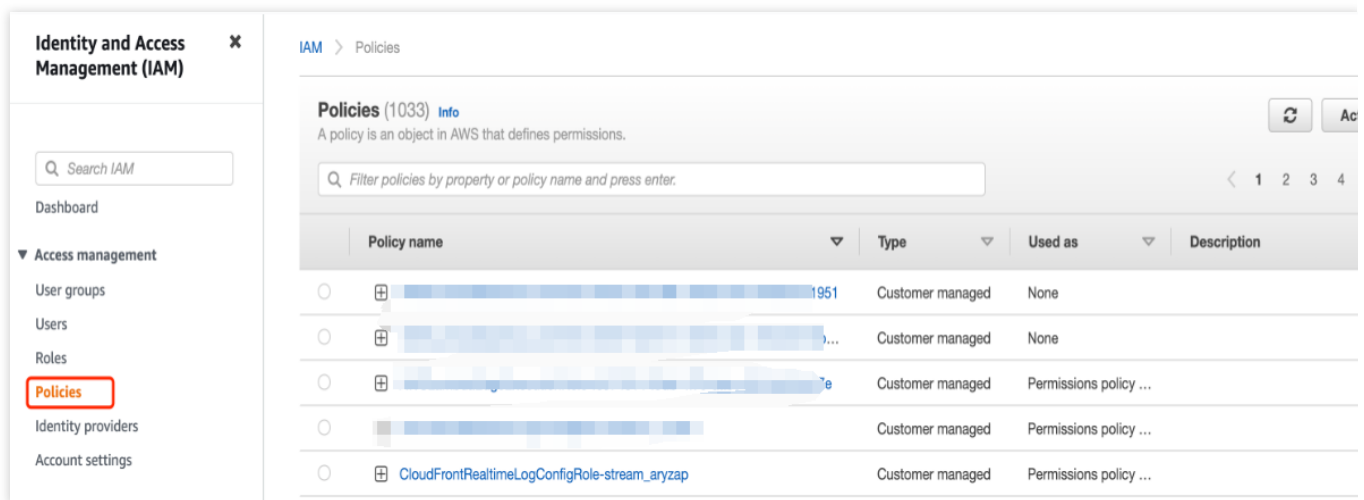 Identity and Access
Management (IAM)
Search IAM
Dashboard
Access management
User groups
Users
Roles
Policies
Identity providers
Account settings
IAM > Policies
Policies (1033) Info
A policy is an object in AWS that defines permissions.
Filter policies by property or policy name and press enter.
1 2 3 4
Policy name Type Used as Description
1951 Customer managed None
... Customer managed None
Customer managed Permissions policy ...
Customer managed Permissions policy ...
CloudFrontRealtimeLogConfigRole-stream_aryzap Customer managed Permissions policy ...